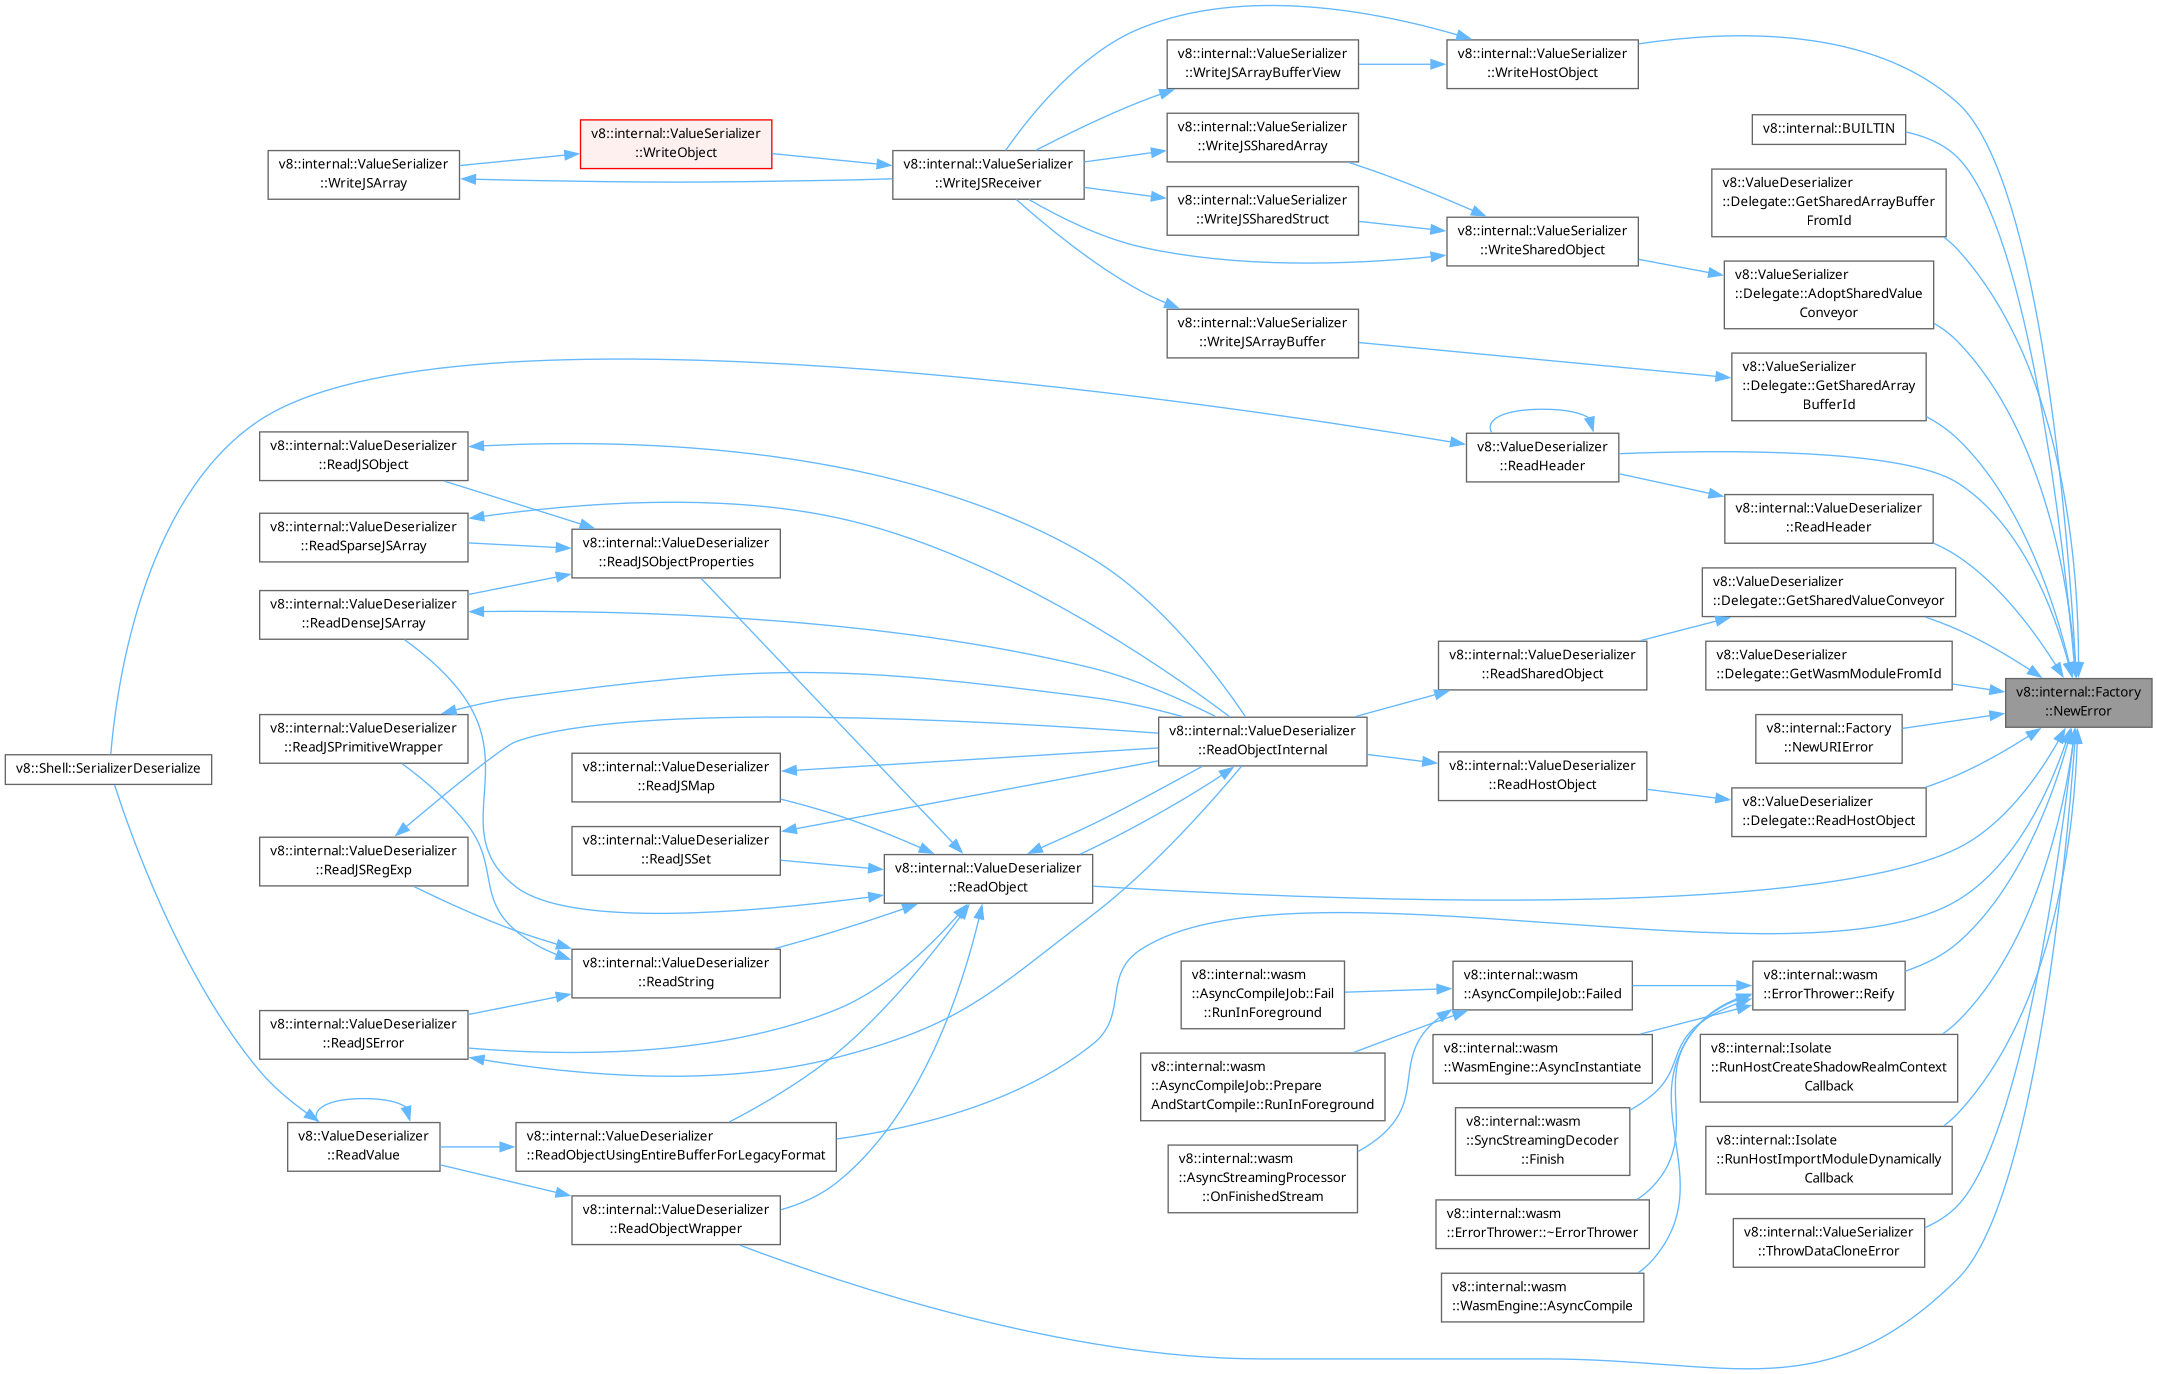 v8::internal::ValueSerializer
::WriteJSArrayBufferView
v8::internal::ValueSerializer
::WriteHostObject
v8::internal::BUILTIN
v8::internal::ValueSerializer
::WriteJSArray
v8::internal::ValueSerializer
::WriteObject
v8::internal::ValueSerializer
::WriteJSReceiver
v8::internal::ValueSerializer
::WriteJSSharedArray
v8::internal::ValueSerializer
::WriteJSSharedStruct
v8::ValueDeserializer
::Delegate::GetSharedArrayBuffer
FromId
v8::internal::ValueSerializer
::WriteSharedObject
v8::ValueSerializer
::Delegate::AdoptSharedValue
Conveyor
v8::internal::ValueSerializer
::WriteJSArrayBuffer
v8::ValueSerializer
::Delegate::GetSharedArray
BufferId
v8::internal::ValueDeserializer
::ReadJSObject
v8::ValueDeserializer
::ReadHeader
v8::internal::ValueDeserializer
::ReadHeader
v8::internal::ValueDeserializer
::ReadSparseJSArray
v8::internal::ValueDeserializer
::ReadJSObjectProperties
v8::internal::ValueDeserializer
::ReadDenseJSArray
v8::ValueDeserializer
::Delegate::GetSharedValueConveyor
v8::internal::ValueDeserializer
::ReadSharedObject
v8::ValueDeserializer
::Delegate::GetWasmModuleFromId
v8::internal::Factory
::NewError
v8::internal::ValueDeserializer
::ReadJSPrimitiveWrapper
v8::internal::ValueDeserializer
::ReadObjectInternal
v8::internal::Factory
::NewURIError
v8::Shell::SerializerDeserialize
v8::internal::ValueDeserializer
::ReadJSMap
v8::internal::ValueDeserializer
::ReadHostObject
v8::ValueDeserializer
::Delegate::ReadHostObject
v8::internal::ValueDeserializer
::ReadJSRegExp
v8::internal::ValueDeserializer
::ReadJSSet
v8::internal::ValueDeserializer
::ReadObject
v8::internal::ValueDeserializer
::ReadString
v8::internal::wasm
::AsyncCompileJob::Fail
::RunInForeground
v8::internal::wasm
::AsyncCompileJob::Failed
v8::internal::wasm
::ErrorThrower::Reify
v8::internal::ValueDeserializer
::ReadJSError
v8::internal::wasm
::AsyncCompileJob::Prepare
AndStartCompile::RunInForeground
v8::internal::wasm
::WasmEngine::AsyncInstantiate
v8::internal::Isolate
::RunHostCreateShadowRealmContext
Callback
v8::ValueDeserializer
::ReadValue
v8::internal::ValueDeserializer
::ReadObjectUsingEntireBufferForLegacyFormat
v8::internal::wasm
::SyncStreamingDecoder
::Finish
v8::internal::Isolate
::RunHostImportModuleDynamically
Callback
v8::internal::wasm
::AsyncStreamingProcessor
::OnFinishedStream
v8::internal::ValueDeserializer
::ReadObjectWrapper
v8::internal::wasm
::ErrorThrower::~ErrorThrower
v8::internal::ValueSerializer
::ThrowDataCloneError
v8::internal::wasm
::WasmEngine::AsyncCompile